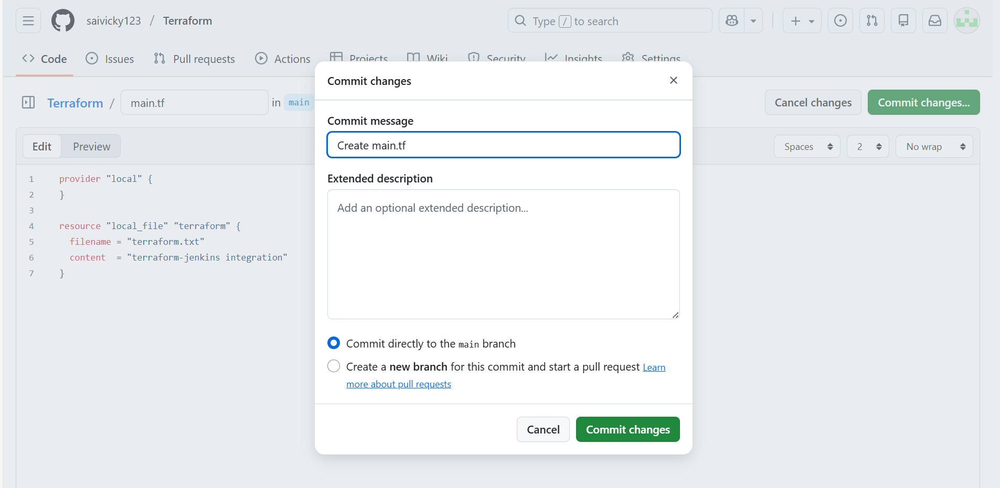 saivicky123 / Terraform
Type / to search
Code
Issues
Pull requests
Actions
Projects
Wiki
Security
Insights
Settings
Terraform / main.tf in main
Cancel changes
Commit changes...
Edit
Preview
Spaces
2
No wrap
1 provider "local" {
2 }
3
4 resource "local_file" "terraform" {
5 filename = "terraform.txt"
6 content = "terraform-jenkins integration"
7 }
Commit changes
Commit message
Create main.tf
Extended description
Add an optional extended description...
Commit directly to the main branch
Create a new branch for this commit and start a pull request Learn
more about pull requests
Cancel
Commit changes